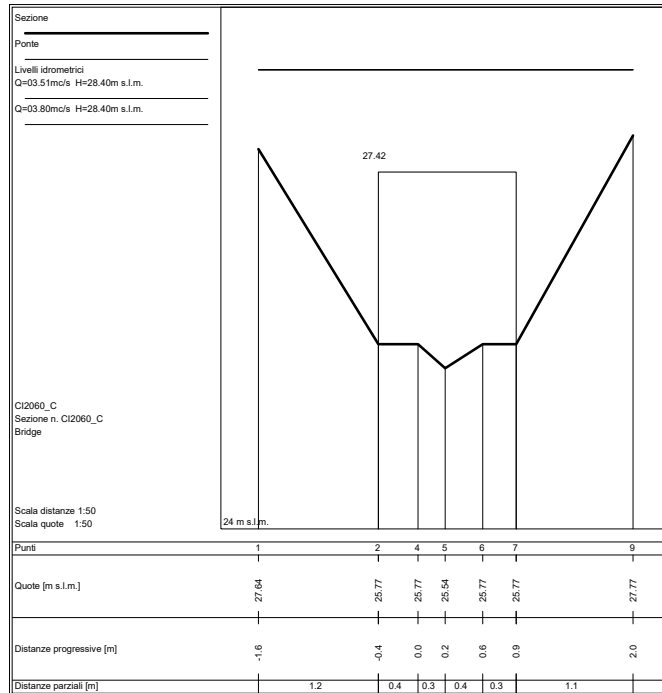 Sezione
Ponte
Livelli idrometrici
Q=03.51mc/s H=28.40m s.l.m.
Q=03.80mc/s H=28.40m s.l.m.
27.42
CI2060_C
Sezione n. CI2060_C
Bridge
Scala distanze 1:50
Scala quote 1:50
24 m s.l.m.
Punti 1 2 4 5 6 7 9
Quote [m s.l.m.] 27.64 25.77 25.77 25.54 25.77 25.77 27.77
Distanze progressive [m] -1.6 -0.4 0.0 0.2 0.6 0.9 2.0
Distanze parziali [m] 1.2 0.4 0.3 0.4 0.3 1.1